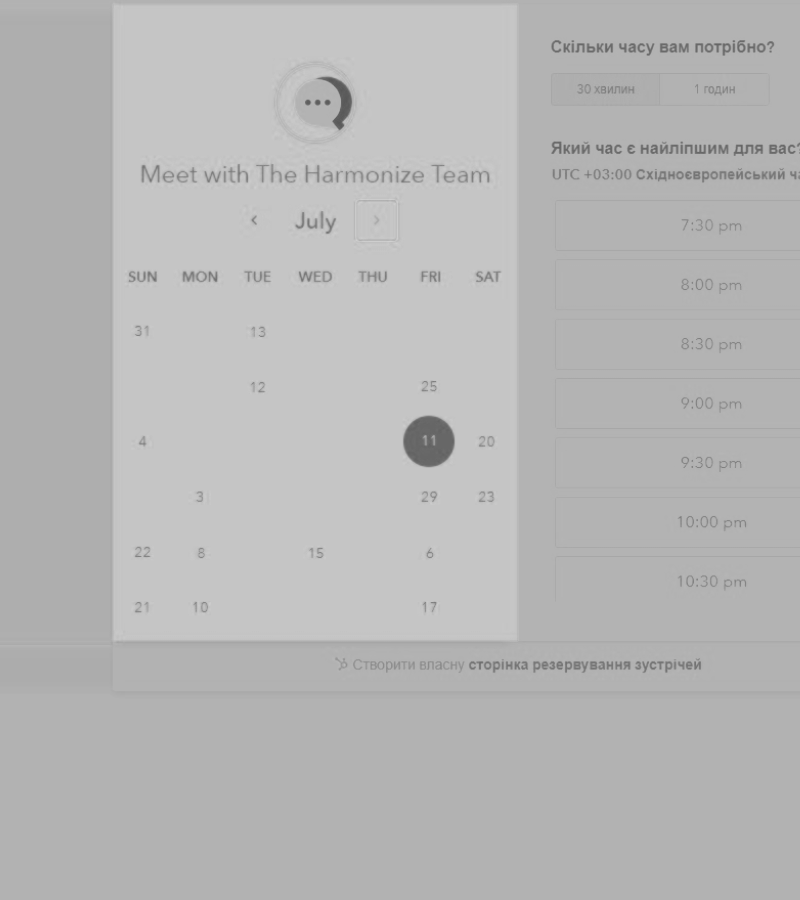 Meet with The Harmonize Team
July
SUN MON TUE WED THU FRI SAT
31 13
12 25
4 11 20
3 29 23
22 8 15 6
21 10 17
Скільки часу вам потрібно?
30 хвилин 1 годин
Який час є найліпшим для вас?
UTC +03:00 Східноєвропейський ча
7:30 pm
8:00 pm
8:30 pm
9:00 pm
9:30 pm
10:00 pm
10:30 pm
Створити власну сторінка резервування зустрічей